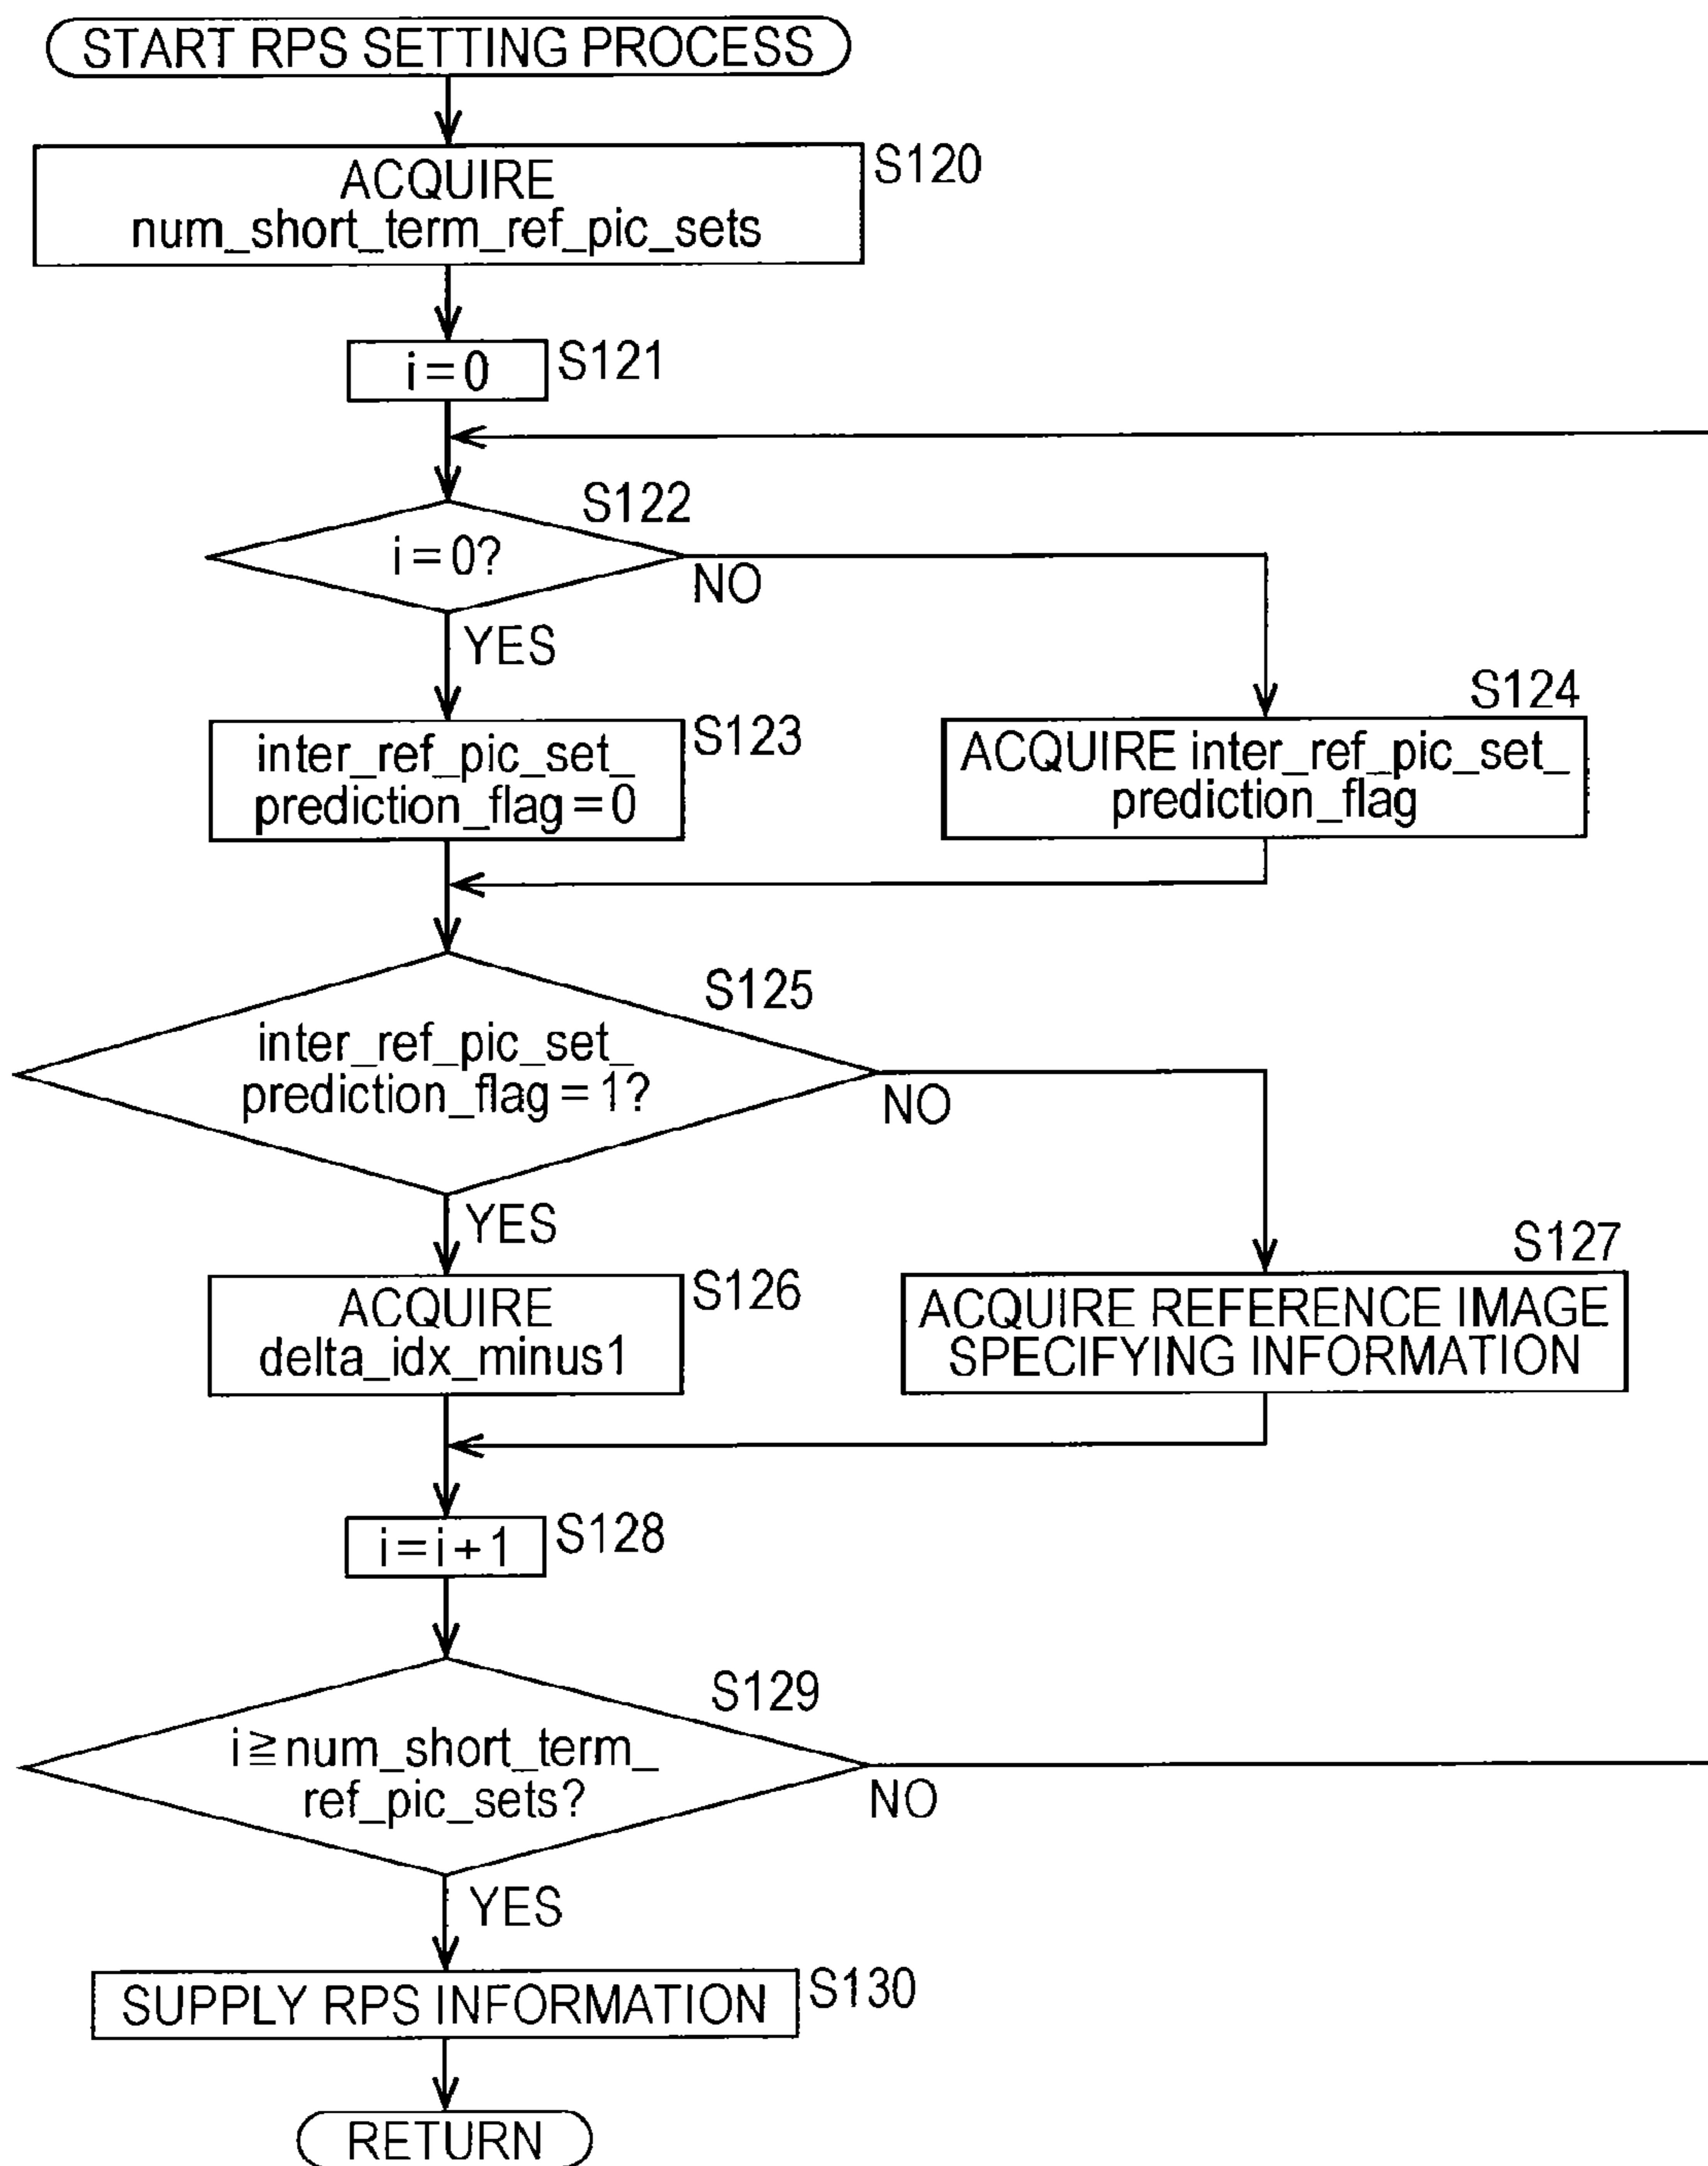 START RPS SETTING PROCESS
ACQUIRE
num_short_term_ref_pic_sets
S120
i=0
S121
S122
i=0?
NO
YES
S124
inter_ref_pic_set_
prediction_flag=0
S123
ACQUIRE inter_ref_pic_set_
prediction_flag
S125
inter_ref_pic_set_
prediction_flag=1?
NO
YES
S127
ACQUIRE
delta_idx_minus1
S126
ACQUIRE REFERENCE IMAGE
SPECIFYING INFORMATION
i=i+1
S128
S129
i≧num_short_term_
ref_pic_sets?
NO
YES
SUPPLY RPS INFORMATION
S130
RETURN